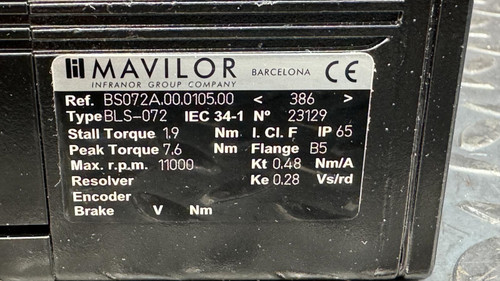 MAVILOR BARCELONA CE
INFRANOR GROUP COMPANY
Ref. BS072A.00.0105.00 < 386 >
Type BLS-072 IEC 34-1 N° 23129
Stall Torque 1.9 Nm I. Cl. F IP 65
Peak Torque 7.6 Nm Flange B5
Max. r.p.m. 11000 Kt 0.48 Nm/A
Resolver Ke 0.28 Vs/rd
Encoder
Brake V Nm